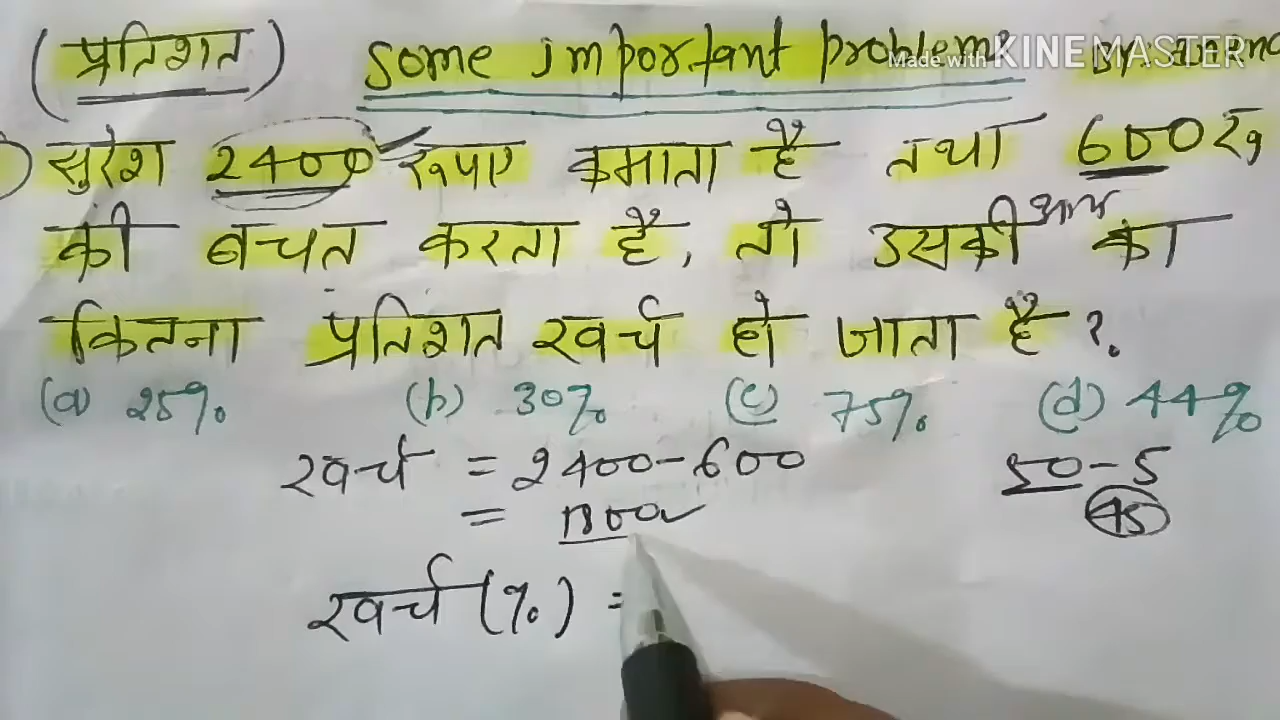 (प्रतिशत) Some important problems
Made with KINEMASTER
सुरेश 2400 रूपए कमाता है तथा 600 रु
की बचत करता है, तो उसकी आय का
कितना प्रतिशत खर्च हो जाता है ?
(a) 25% (b) 30% (c) 75% (d) 44%
खर्च = 2400-600
= 1800
50-5
45
खर्च (%) =